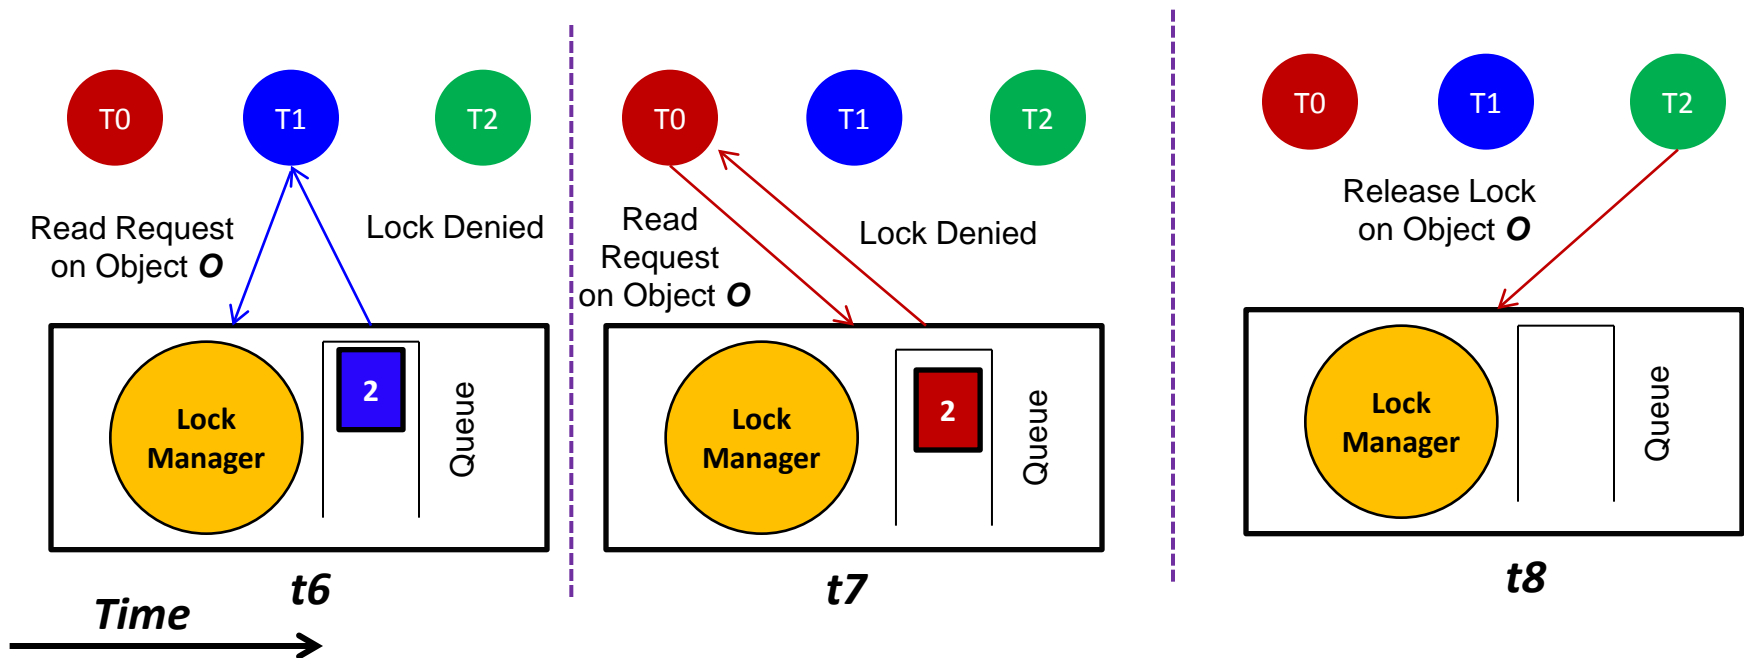 T0
T1
T2
Read Request
on Object O
Lock Denied
Lock
Manager
2
Queue
t6
T0
T1
T2
Read
Request
on Object O
Lock Denied
Lock
Manager
2
Queue
t7
T0
T1
T2
Release Lock
on Object O
Lock
Manager
Queue
t8
Time